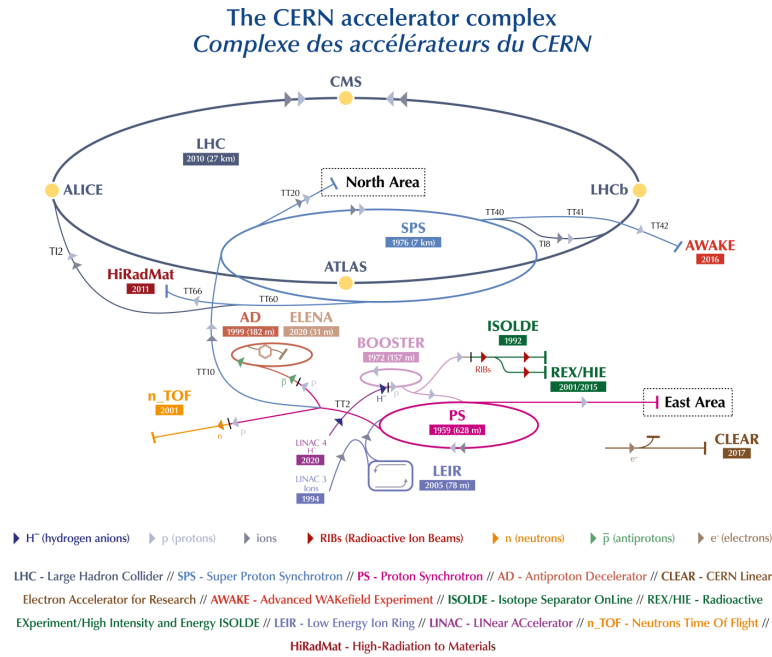 The CERN accelerator complex
Complexe des accélérateurs du CERN
CMS
LHC
2010 (27 km)
North Area
TT20
ALICE
LHCb
TT40
TT41
SPS
TT42
1976 (7 km)
TI8
TI2
AWAKE
2016
ATLAS
HiRadMat
2011
TT66
TT60
AD
ELENA
1999 (182 m)
2020 (31 m)
ISOLDE
1992
BOOSTER
1972 (157 m)
RIBs
REX/HIE
2001/2015
TT10
p̅
p
H⁻
p
n_TOF
2001
TT2
East Area
PS
1959 (628 m)
n
p
LINAC 4
H⁻
2020
CLEAR
2017
e⁻
LEIR
2005 (78 m)
LINAC 3
Ions
1994
H⁻ (hydrogen anions)
p (protons)
ions
RIBs (Radioactive Ion Beams)
n (neutrons)
p̅ (antiprotons)
e⁻ (electrons)
LHC - Large Hadron Collider // SPS - Super Proton Synchrotron // PS - Proton Synchrotron // AD - Antiproton Decelerator // CLEAR - CERN Linear
Electron Accelerator for Research // AWAKE - Advanced WAKefield Experiment // ISOLDE - Isotope Separator OnLine // REX/HIE - Radioactive
EXperiment/High Intensity and Energy ISOLDE // LEIR - Low Energy Ion Ring // LINAC - LINear ACcelerator // n_TOF - Neutrons Time Of Flight //
HiRadMat - High-Radiation to Materials